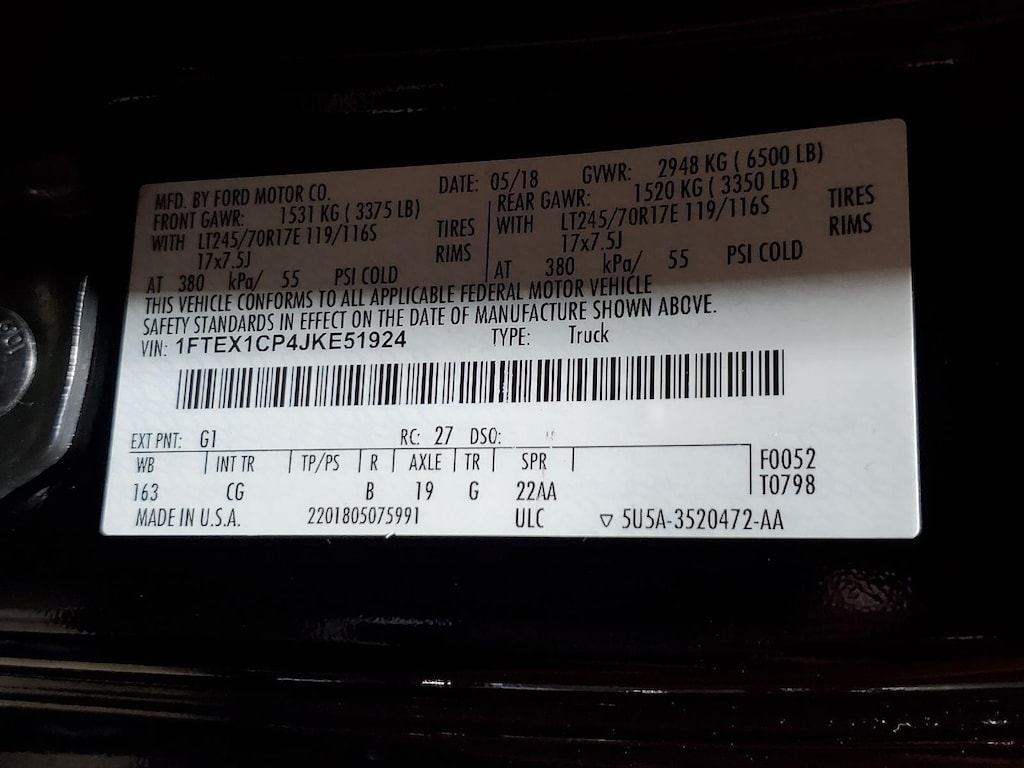 MFD. BY FORD MOTOR CO. DATE: 05/18 GVWR: 2948 KG ( 6500 LB)
FRONT GAWR: 1531 KG ( 3375 LB) REAR GAWR: 1520 KG ( 3350 LB)
WITH LT245/70R17E 119/116S TIRES WITH LT245/70R17E 119/116S TIRES
17x7.5J RIMS 17x7.5J RIMS
AT 380 kPa/ 55 PSI COLD AT 380 kPa/ 55 PSI COLD
THIS VEHICLE CONFORMS TO ALL APPLICABLE FEDERAL MOTOR VEHICLE
SAFETY STANDARDS IN EFFECT ON THE DATE OF MANUFACTURE SHOWN ABOVE.
VIN: 1FTEX1CP4JKE51924 TYPE: Truck
EXT PNT: G1 RC: 27 DSO:
WB INT TR TP/PS R AXLE TR SPR F0052
163 CG B 19 G 22AA T0798
MADE IN U.S.A. 2201805075991 ULC ▽ 5U5A-3520472-AA